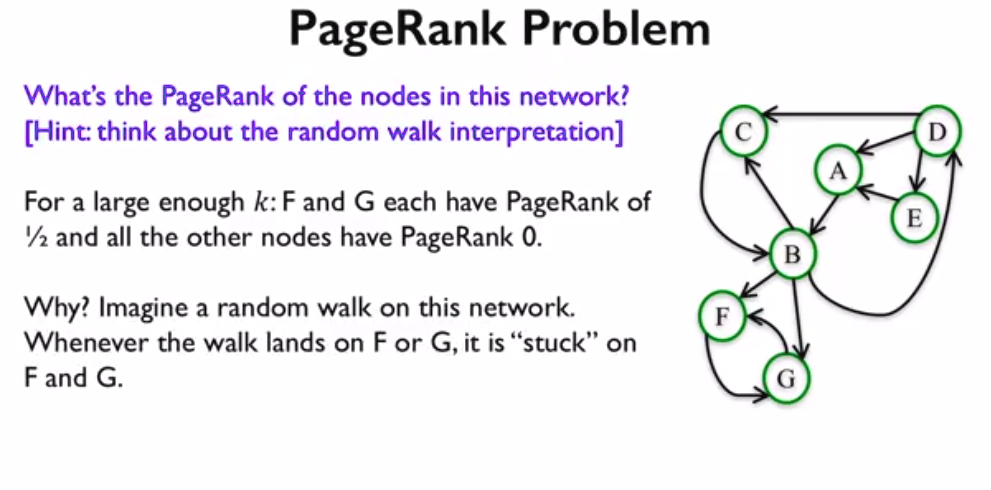 PageRank Problem
What's the PageRank of the nodes in this network?
[Hint: think about the random walk interpretation]
For a large enough k: F and G each have PageRank of
½ and all the other nodes have PageRank 0.
Why? Imagine a random walk on this network.
Whenever the walk lands on F or G, it is “stuck” on
F and G.
C
D
A
E
B
F
G